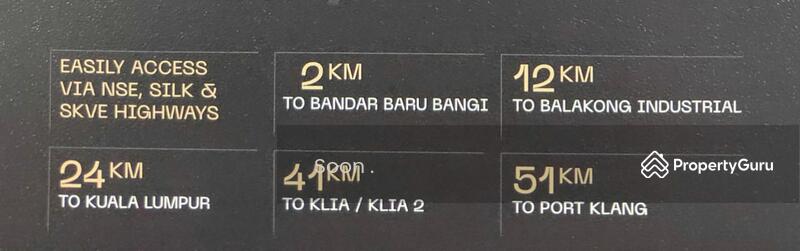 EASILY ACCESS
VIA NSE, SILK &
SKVE HIGHWAYS
2KM
TO BANDAR BARU BANGI
12KM
TO BALAKONG INDUSTRIAL
24KM
TO KUALA LUMPUR
41KM
Soon .
TO KLIA / KLIA 2
51KM
TO PORT KLANG
PropertyGuru